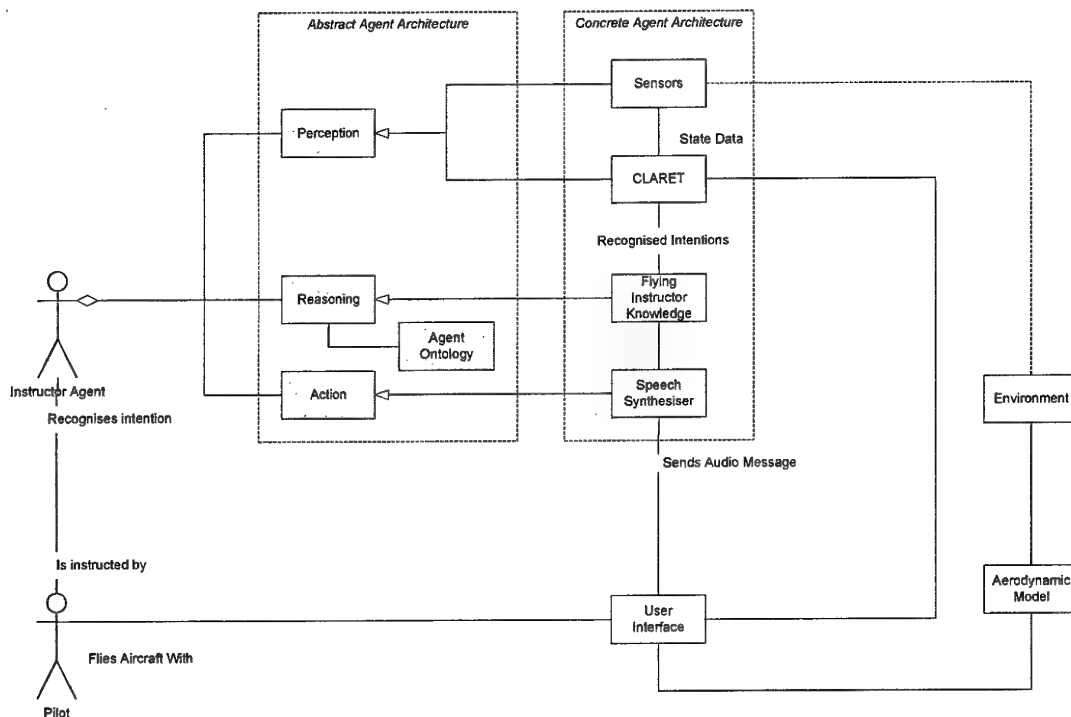 Abstract Agent Architecture
Concrete Agent Architecture
Sensors
Perception
State Data
CLARET
Recognised Intentions
Reasoning
Flying
Instructor
Knowledge
Agent
Ontology
Instructor Agent
Action
Speech
Synthesiser
Environment
Recognises intention
Sends Audio Message
Is instructed by
Aerodynamic
Model
User
Interface
Flies Aircraft With
Pilot